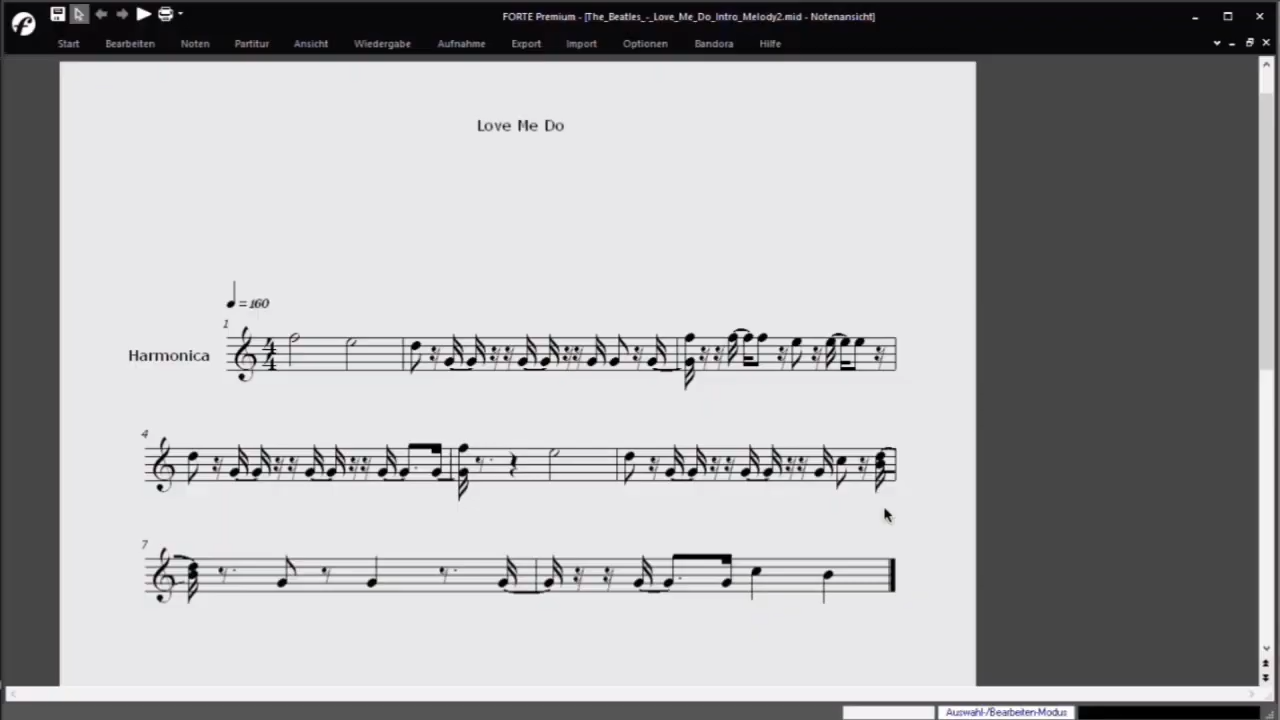 FORTE Premium - [The_Beatles_-_Love_Me_Do_Intro_Melody2.mid - Notenansicht]
Start Bearbeiten Noten Partitur Ansicht Wiedergabe Aufnahme Export Import Optionen Bandora Hilfe
Love Me Do
= 160
1
Harmonica
4
4
4
7
Auswahl-/Bearbeiten-Modus